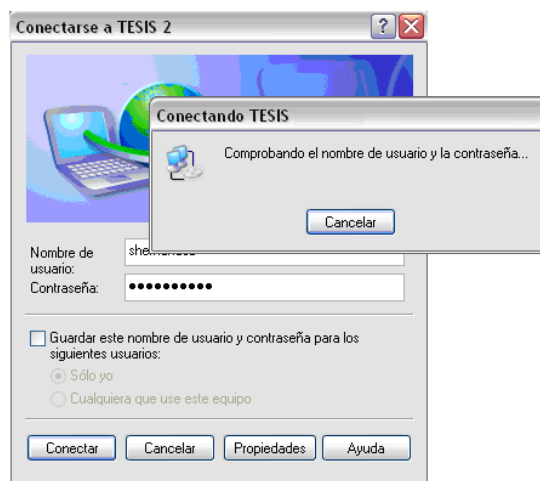 Conectarse a TESIS 2
Conectando TESIS
Comprobando el nombre de usuario y la contraseña...
Cancelar
Nombre de
usuario:
Contraseña: ●●●●●●●●●●
Guardar este nombre de usuario y contraseña para los
siguientes usuarios:
Sólo yo
Cualquiera que use este equipo
Conectar Cancelar Propiedades Ayuda